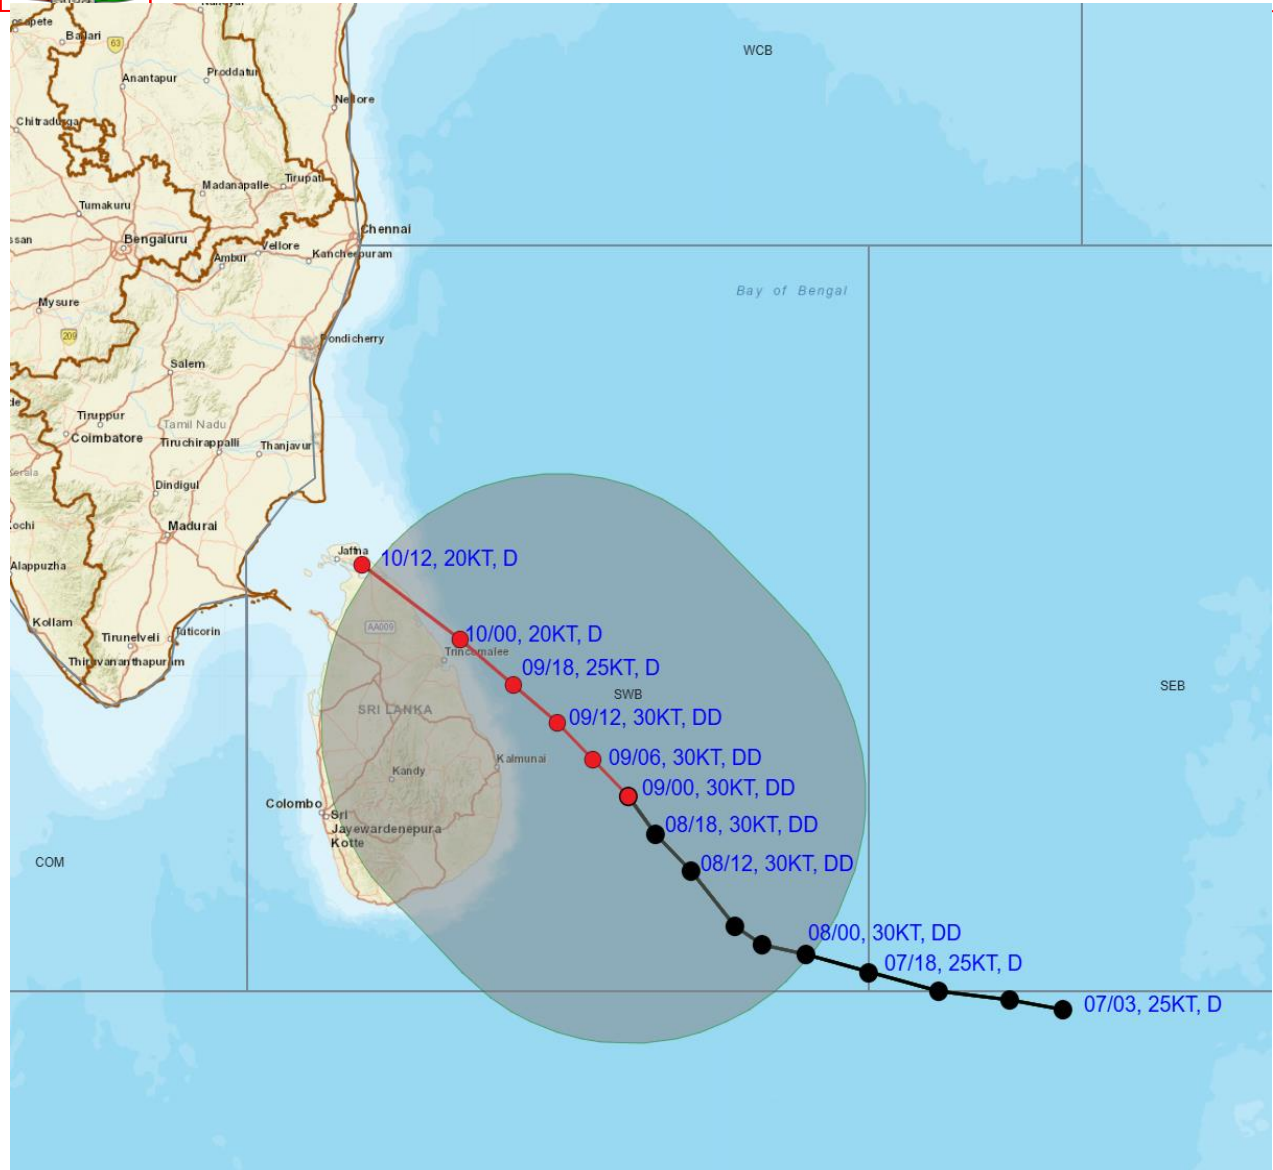 Ballari
63
WCB
Anantapur
Proddatur
Nellore
Chitradurga
Madanapalle
Tirupati
Tumakuru
Chennai
Bengaluru
Vellore
Kancheepuram
Ambur
Mysure
Bay of Bengal
209
Pondicherry
Salem
Tiruppur
Tamil Nadu
Coimbatore
Tiruchirappalli
Thanjavur
Kerala
Dindigul
Madurai
Jaffna
10/12, 20KT, D
Alappuzha
Kollam
AA009
10/00, 20KT, D
Tirunelveli
Tuticorin
Trincomalee
Thiruvananthapuram
09/18, 25KT, D
SWB
SEB
SRI LANKA
09/12, 30KT, DD
Kalmunai
09/06, 30KT, DD
Kandy
09/00, 30KT, DD
Colombo
Sri
Jayewardenepura
Kotte
08/18, 30KT, DD
COM
08/12, 30KT, DD
08/00, 30KT, DD
07/18, 25KT, D
07/03, 25KT, D